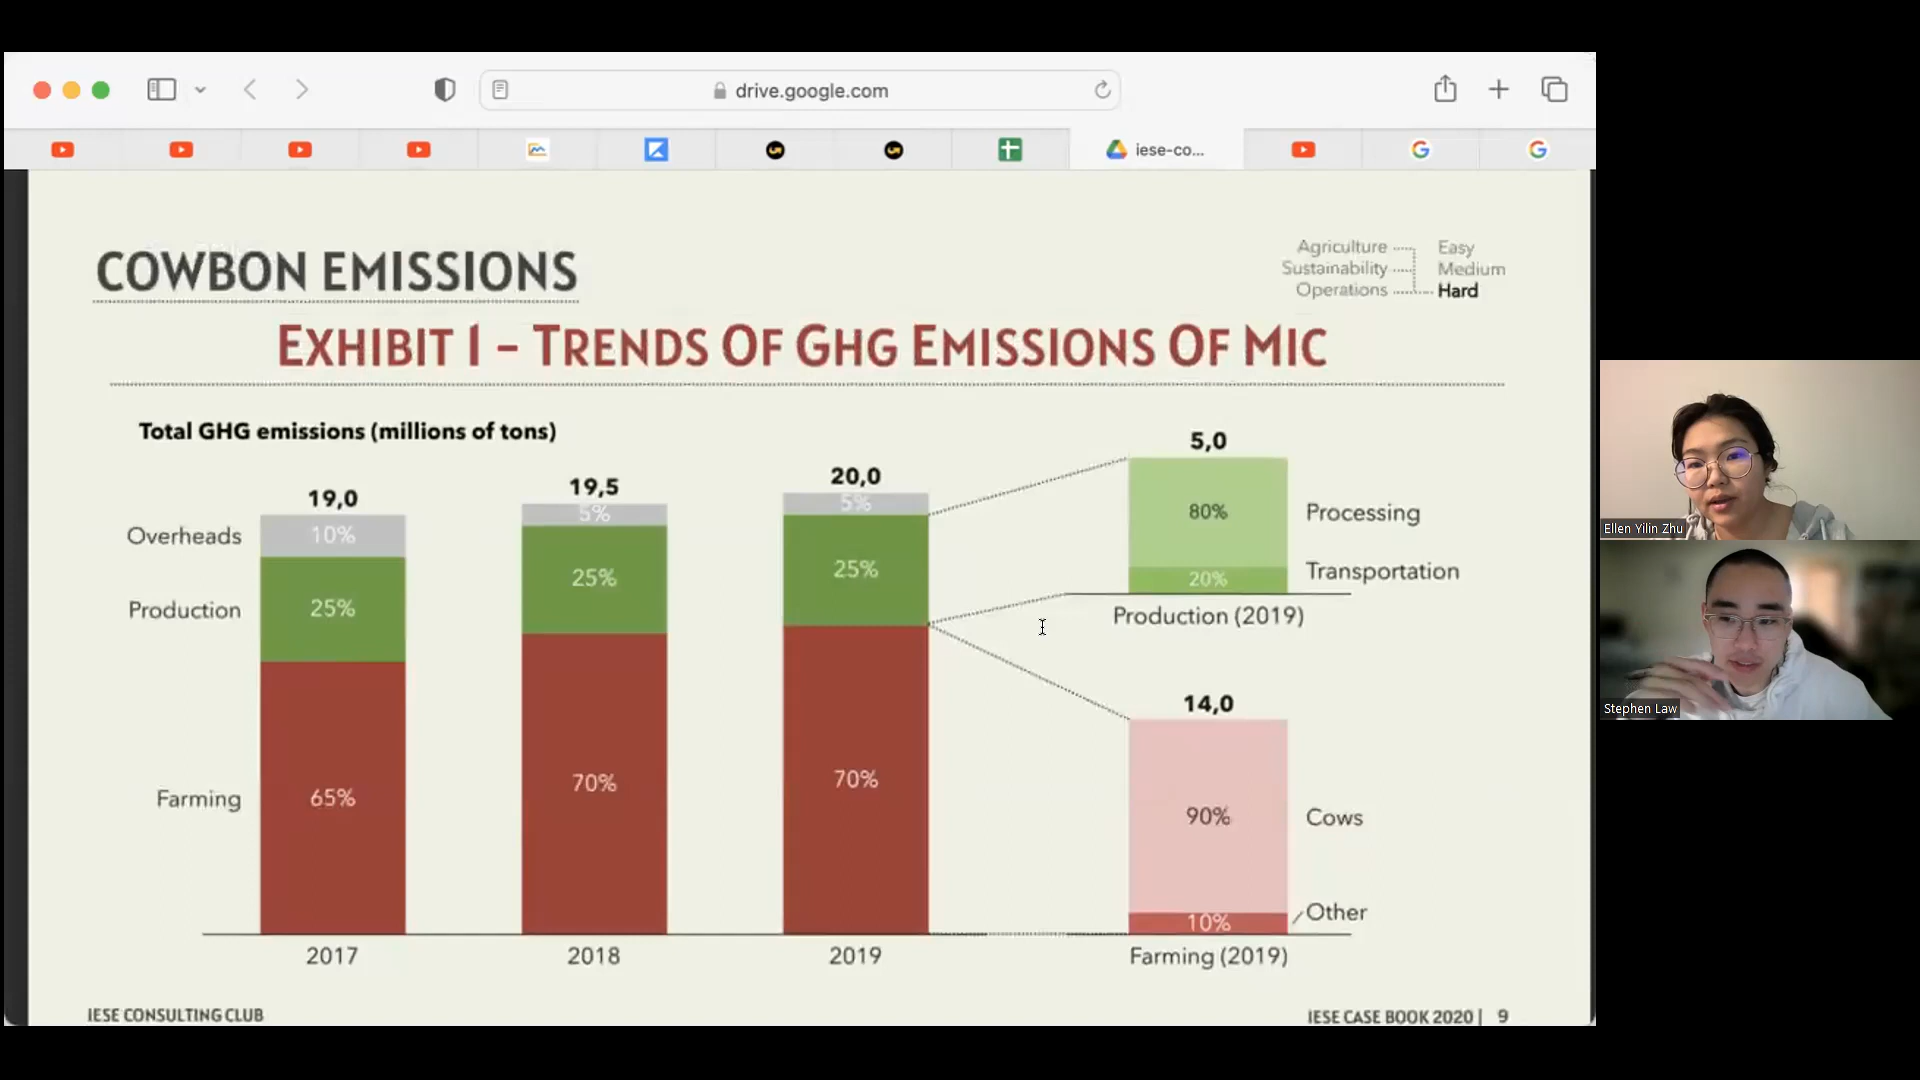 drive.google.com
iese-co...
COWBON EMISSIONS
Agriculture
Sustainability
Operations
Easy
Medium
Hard
EXHIBIT 1 – TRENDS OF GHG EMISSIONS OF MIC
Total GHG emissions (millions of tons)
19,0
19,5
20,0
5,0
Overheads
10%
5%
5%
80%
Processing
Production
25%
25%
25%
20%
Transportation
Production (2019)
14,0
Farming
65%
70%
70%
90%
Cows
10%
Other
2017
2018
2019
Farming (2019)
IESE CONSULTING CLUB
IESE CASE BOOK 2020 | 9
Ellen Yilin Zhu
Stephen Law